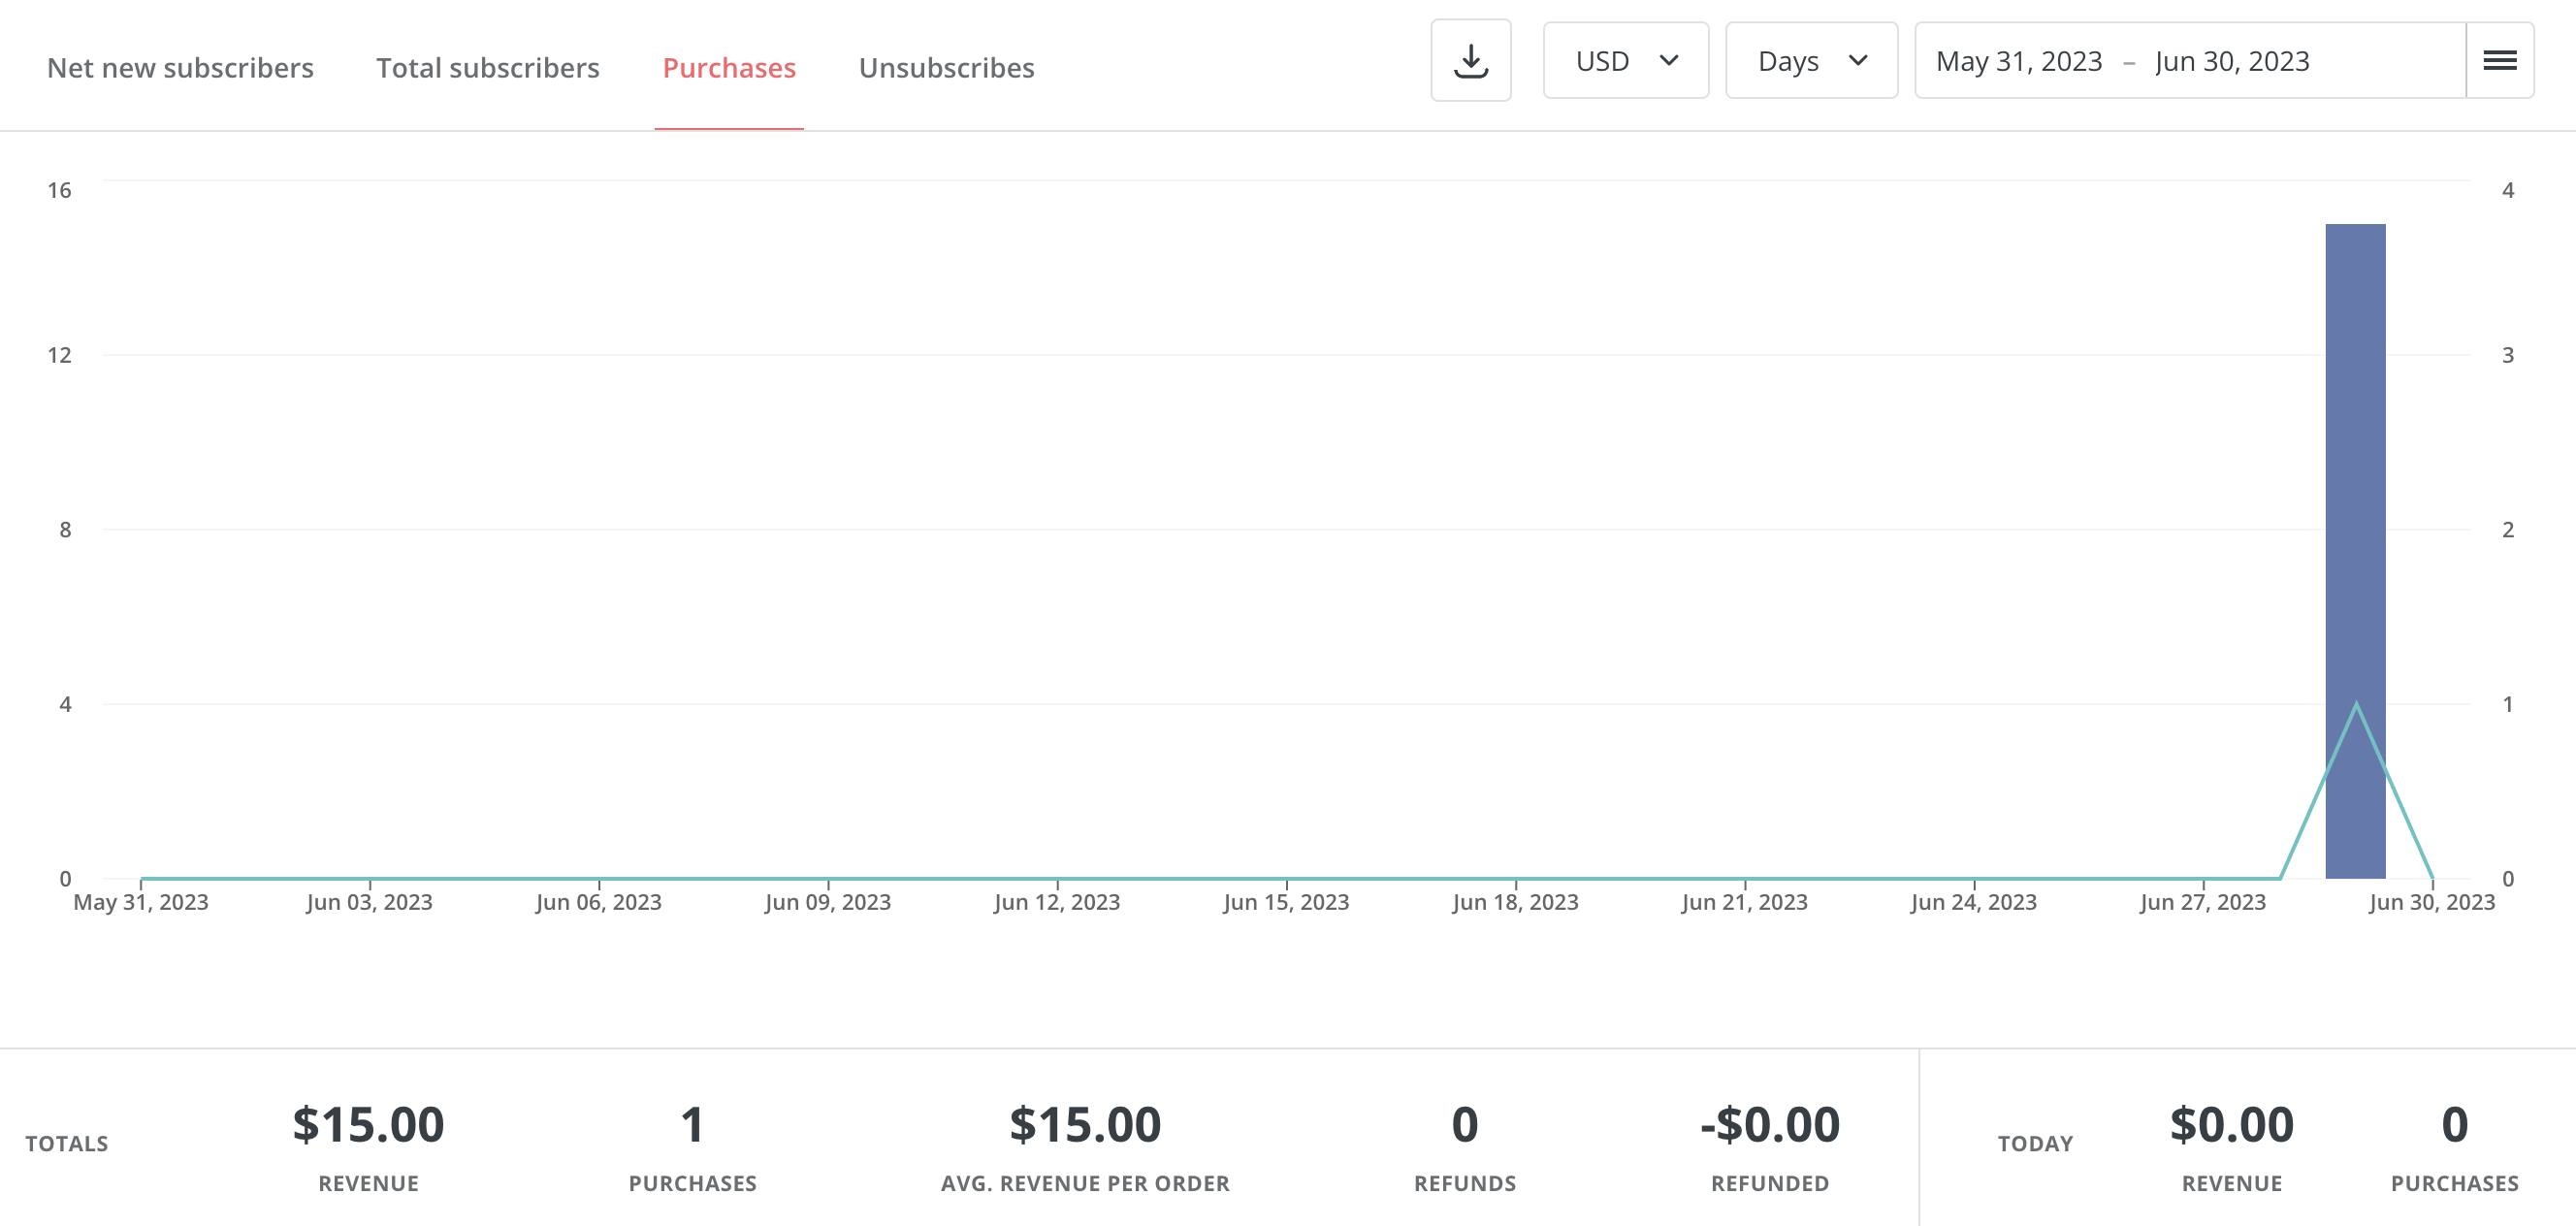 Net new subscribers Total subscribers Purchases Unsubscribes USD Days May 31, 2023 – Jun 30, 2023
16 4
12 3
8 2
4 1
0 0
May 31, 2023 Jun 03, 2023 Jun 06, 2023 Jun 09, 2023 Jun 12, 2023 Jun 15, 2023 Jun 18, 2023 Jun 21, 2023 Jun 24, 2023 Jun 27, 2023 Jun 30, 2023
$15.00 1 $15.00 0 -$0.00 $0.00 0
TOTALS TODAY
REVENUE PURCHASES AVG. REVENUE PER ORDER REFUNDS REFUNDED REVENUE PURCHASES